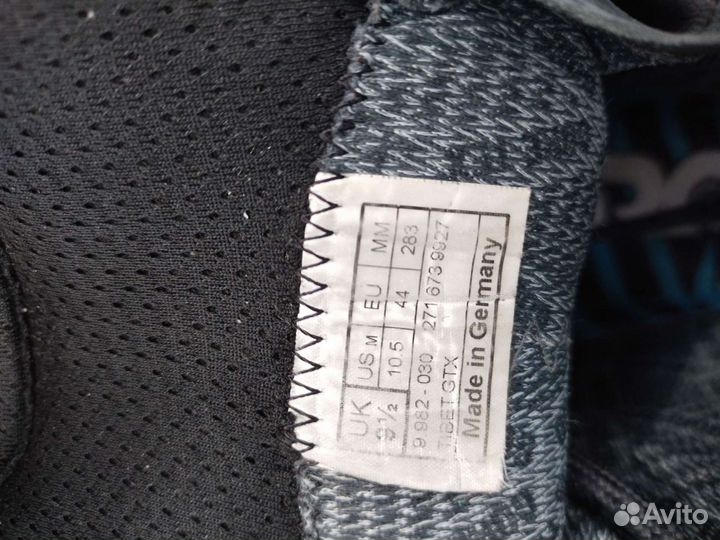 UK US M EU MM
9½ 10.5 44 283
9 982 - 030 271 673 9927
TIBET GTX
Made in Germany
Avito